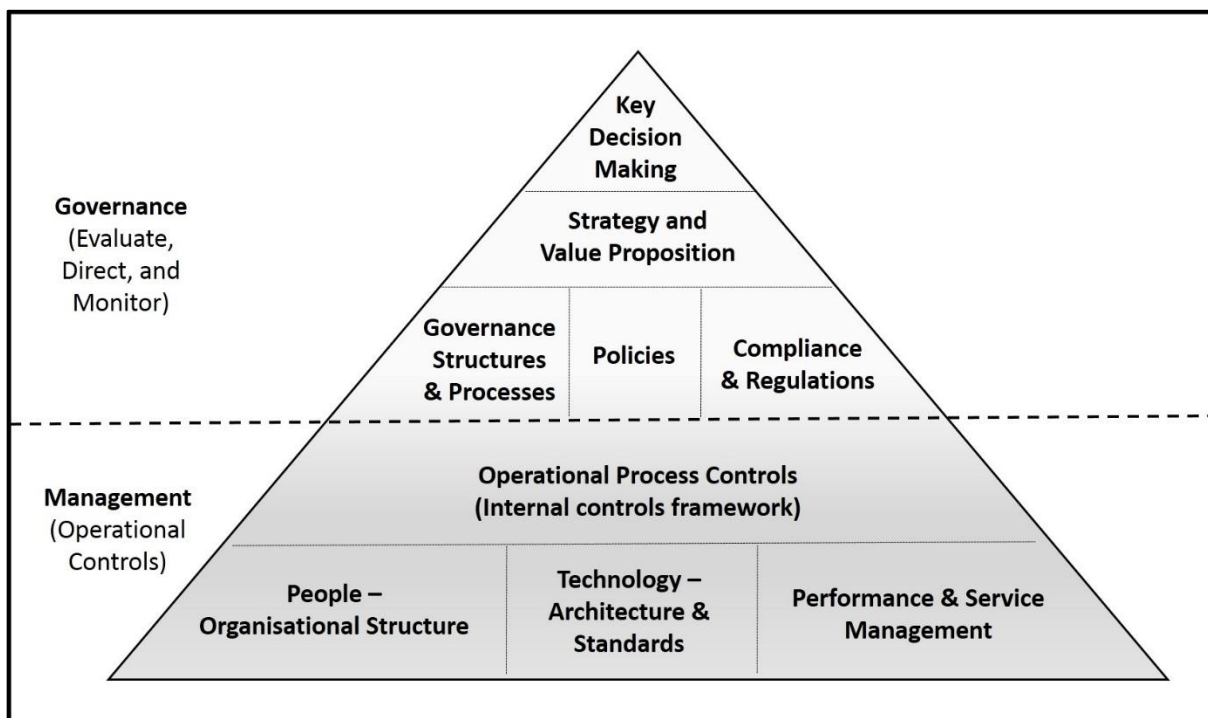 Key
Decision
Making
Strategy and
Value Proposition
Governance
(Evaluate,
Direct, and
Monitor)
Governance
Structures
& Processes
Policies
Compliance
& Regulations
Operational Process Controls
(Internal controls framework)
Management
(Operational
Controls)
People –
Organisational Structure
Technology –
Architecture &
Standards
Performance & Service
Management